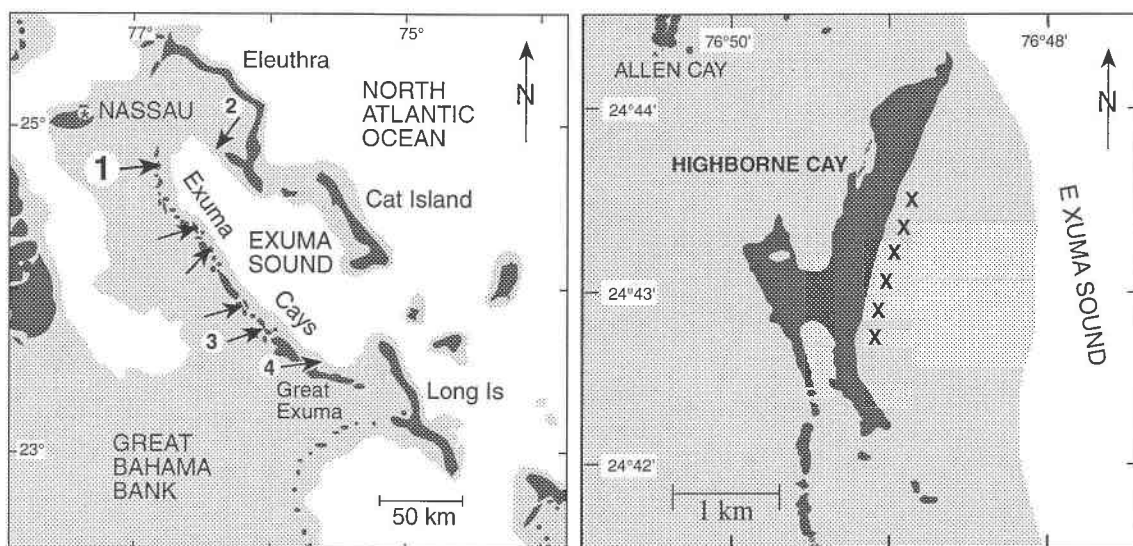 77°
75°
Eleuthra
2
N
NASSAU
NORTH
ATLANTIC
OCEAN
25°
1
Exuma
Cat Island
EXUMA
SOUND
Cays
3
4
Great
Exuma
Long Is
23°
GREAT
BAHAMA
BANK
50 km
76°50'
76°48'
ALLEN CAY
N
24°44'
HIGHBORNE CAY
X
X
X
X
X
X
24°43'
E XUMA SOUND
24°42'
1 km